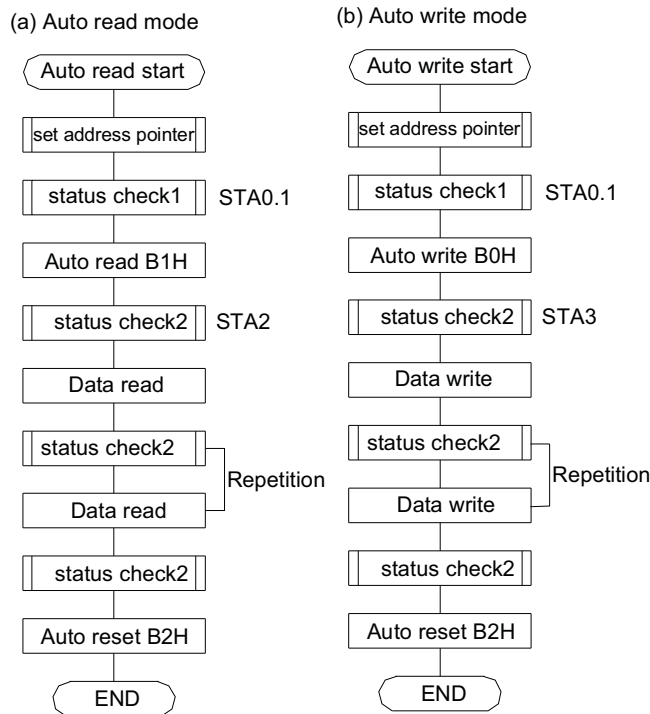 (a) Auto read mode
Auto read start
set address pointer
status check1
STA0.1
Auto read B1H
status check2
STA2
Data read
status check2
Repetition
Data read
status check2
Auto reset B2H
END
(b) Auto write mode
Auto write start
set address pointer
status check1
STA0.1
Auto write B0H
status check2
STA3
Data write
status check2
Repetition
Data write
status check2
Auto reset B2H
END